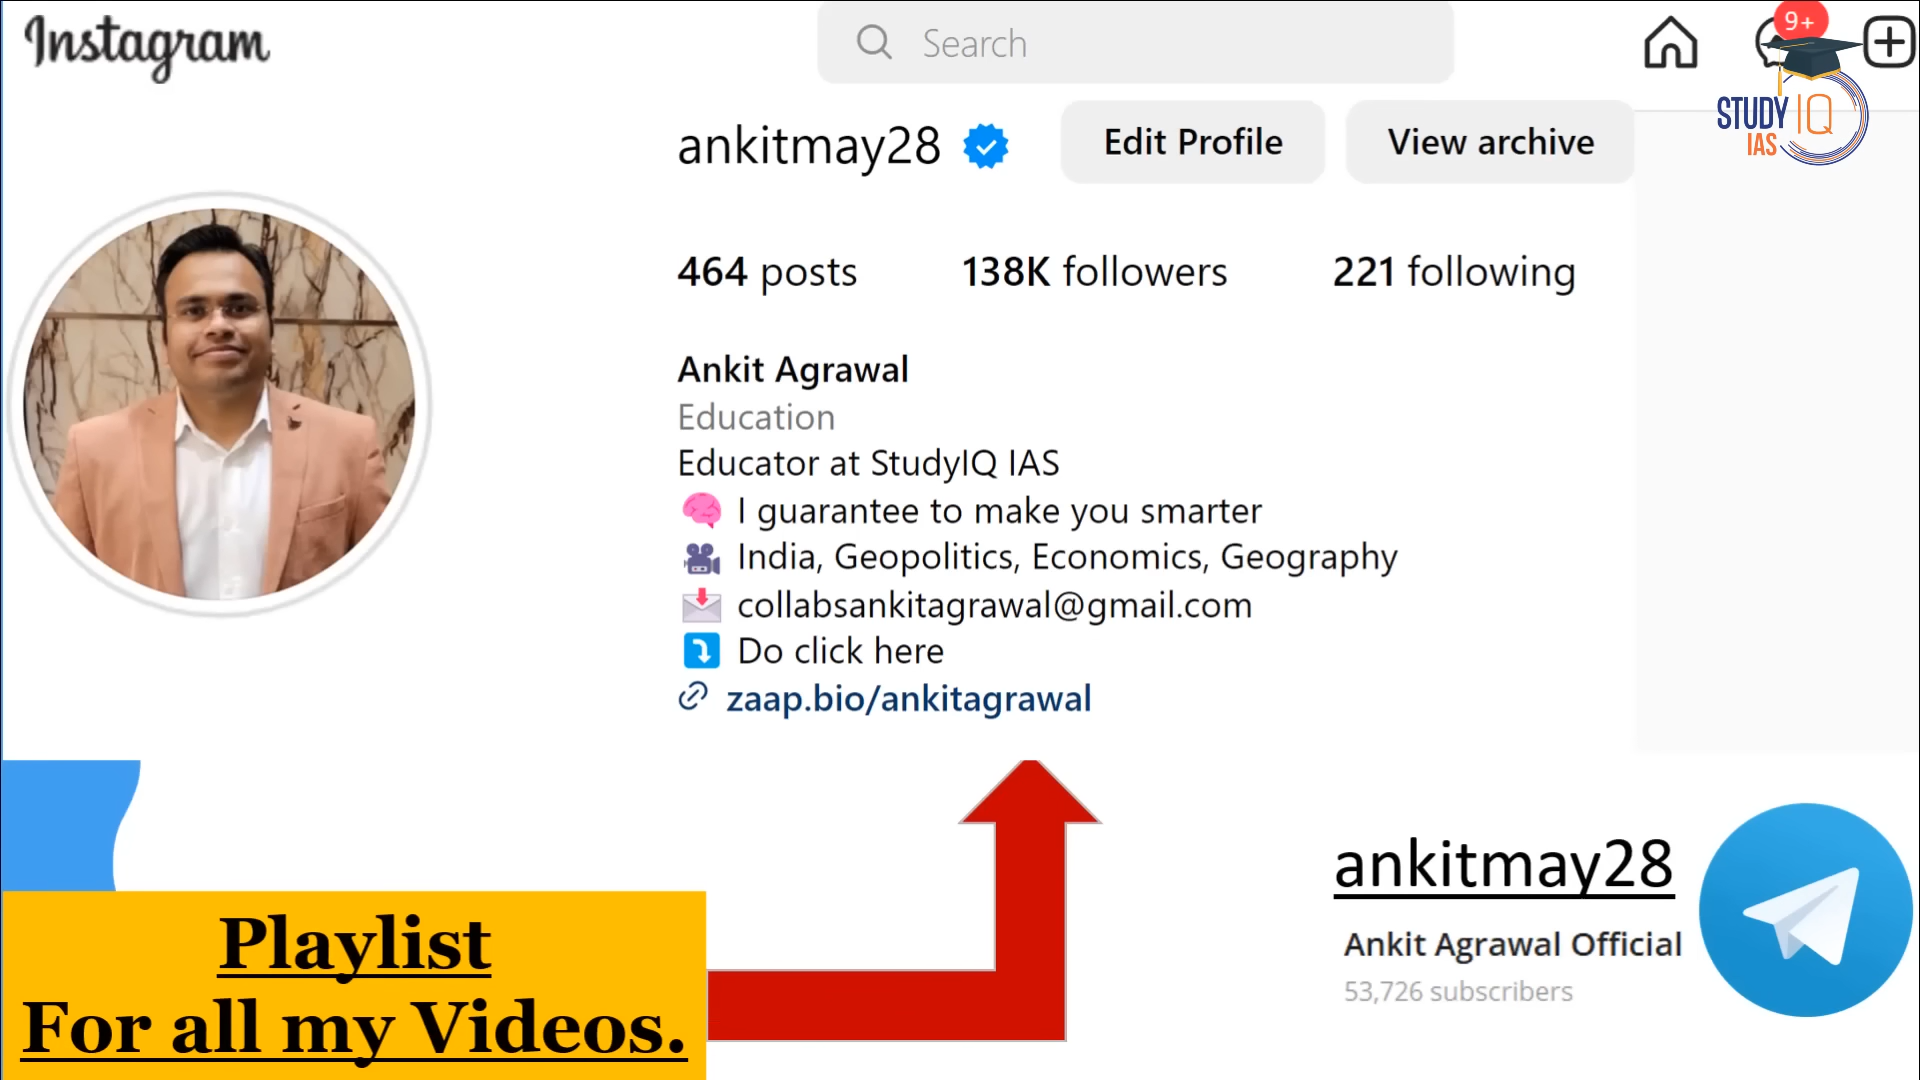 Instagram
Search
9+
STUDY IQ
IAS
ankitmay28
Edit Profile
View archive
464 posts
138K followers
221 following
Ankit Agrawal
Education
Educator at StudyIQ IAS
I guarantee to make you smarter
India, Geopolitics, Economics, Geography
collabsankitagrawal@gmail.com
Do click here
zaap.bio/ankitagrawal
Playlist
For all my Videos.
ankitmay28
Ankit Agrawal Official
53,726 subscribers